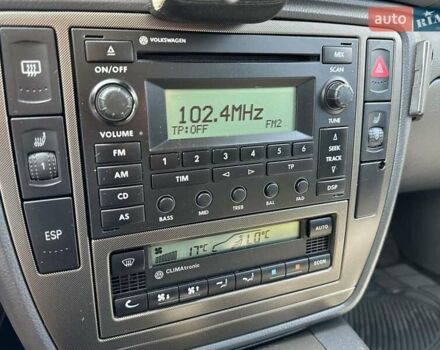 auto RIA
VOLKSWAGEN
MIX
ON/OFF
SCAN
102.4MHz
TP:OFF FM2
VOLUME
TUNE
FM
AM
CD
AS
1 2 3 4 5 6
TIM
TP
SEEK
TRACK
DSP
BASS MID TREB BAL FAD
ESP
1
17°C
CLIMAtronic
AUTO
ECON